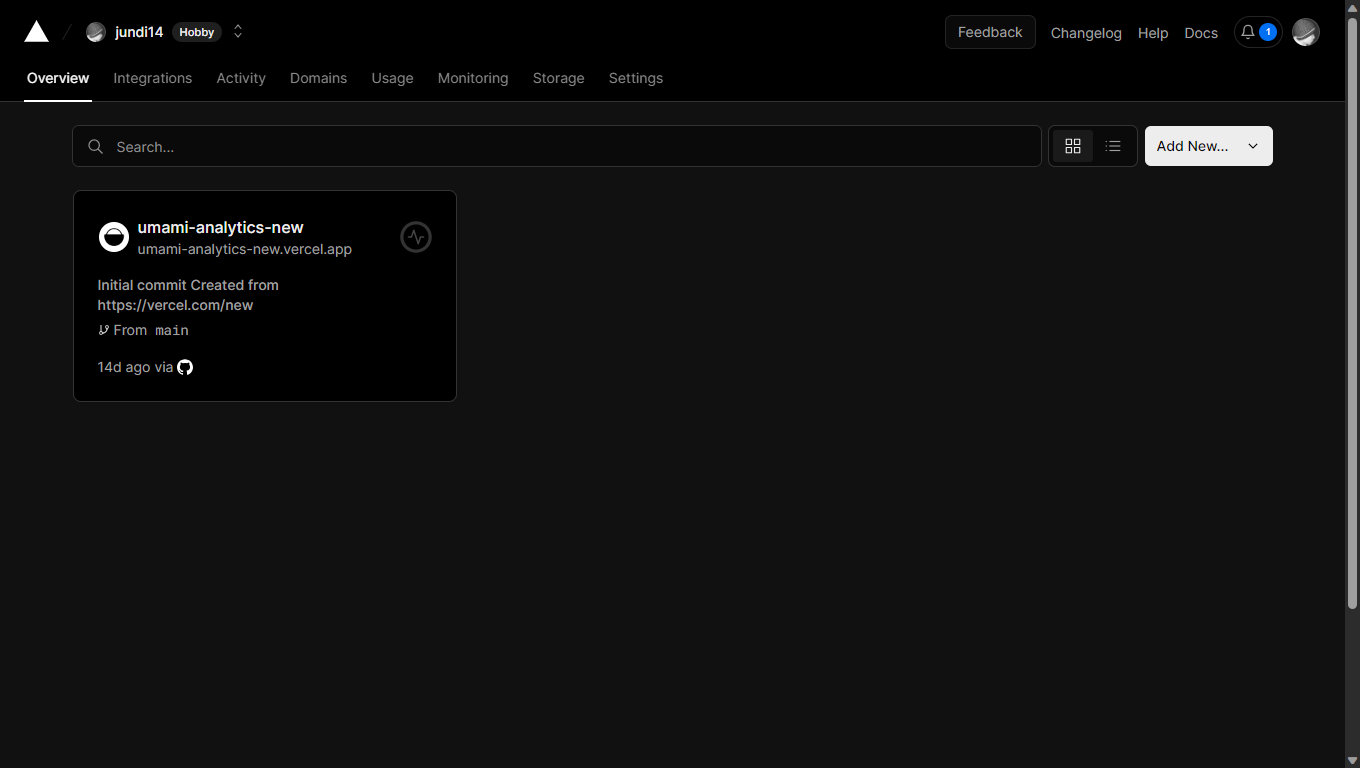 jundi14 Hobby
Feedback Changelog Help Docs 1
Overview Integrations Activity Domains Usage Monitoring Storage Settings
Search... Add New...
umami-analytics-new
umami-analytics-new.vercel.app
Initial commit Created from
https://vercel.com/new
From main
14d ago via